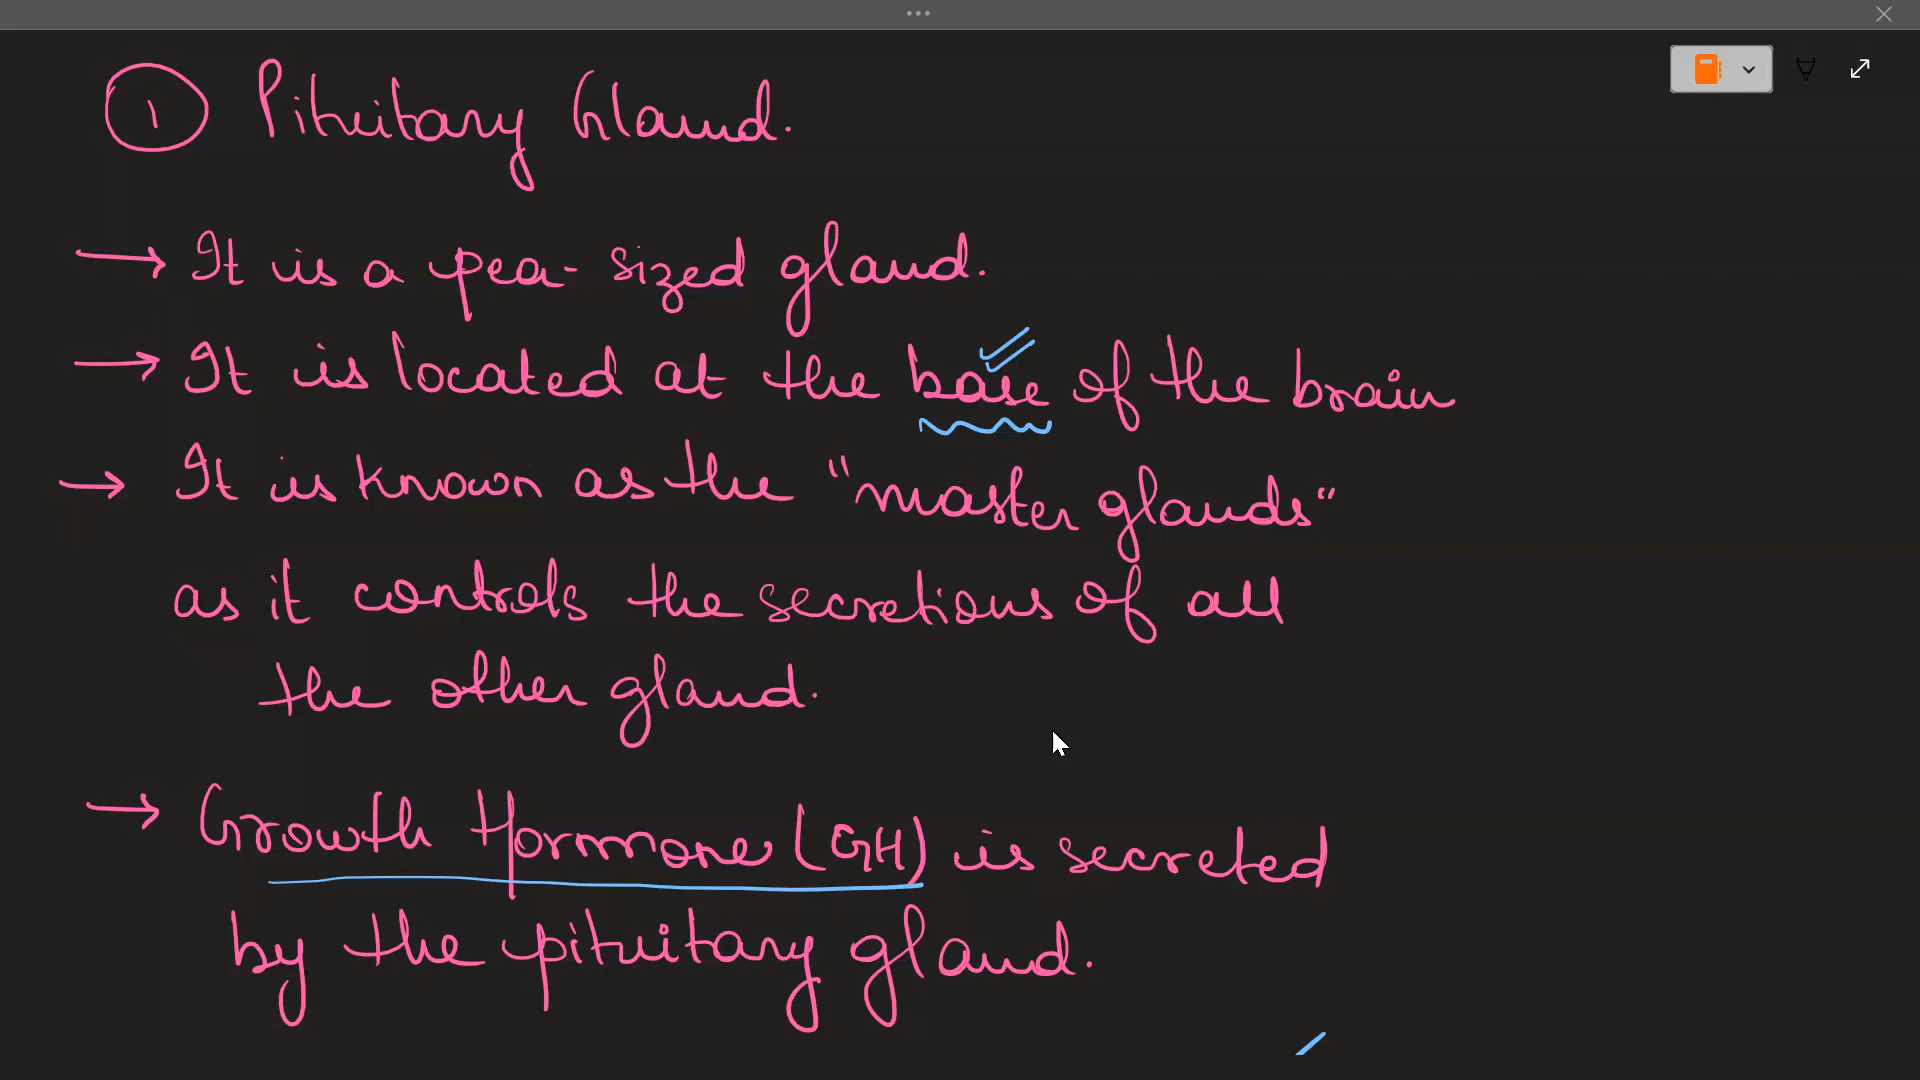 1 Pituitary Gland.
→ It is a pea-sized gland.
→ It is located at the base of the brain
→ It is known as the "master glands"
as it controls the secretions of all
the other gland.
→ Growth Hormone (GH) is secreted
by the pituitary gland.